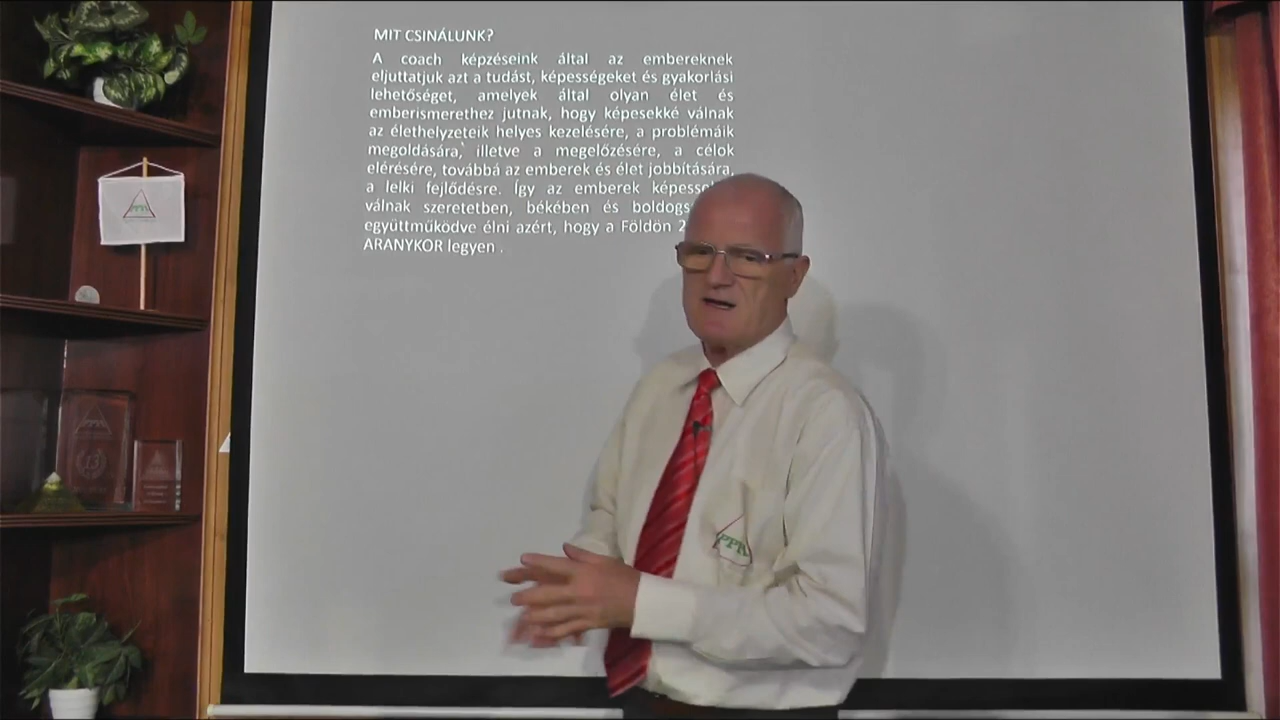 MIT CSINÁLUNK?
A coach képzéseink által az embereknek
eljuttatjuk azt a tudást, képességeket és gyakorlási
lehetőséget, amelyek által olyan élet és
emberismerethez jutnak, hogy képesekké válnak
az élethelyzeteik helyes kezelésére, a problémáik
megoldására, illetve a megelőzésére, a célok
elérésére, továbbá az emberek és élet jobbítására,
a lelki fejlődésre. Így az emberek
válnak szeretetben, békében és
együttműködve élni azért, hogy a Földön
ARANYKOR legyen .
PPK
13